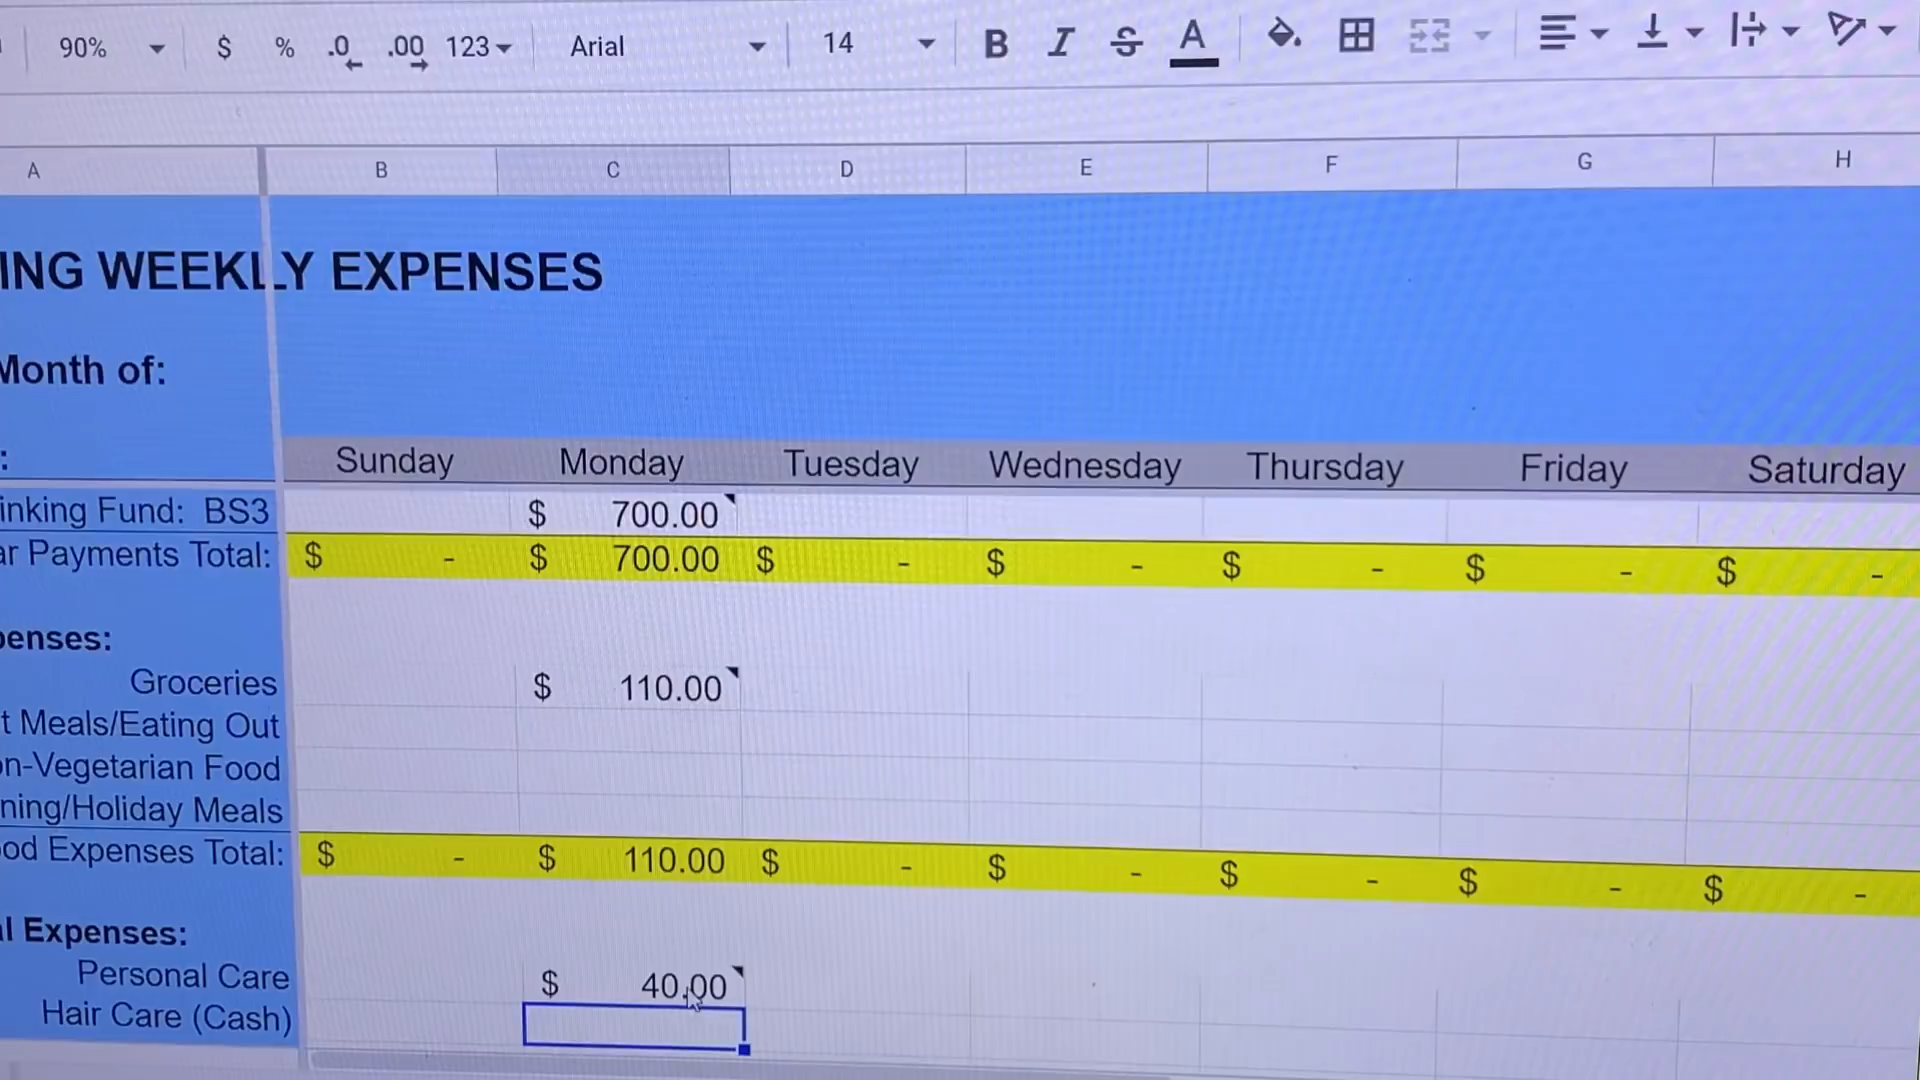 90% $ % .0 .00 123 Arial 14 B I S A
A B C D E F G H
ING WEEKLY EXPENSES
Month of:
: Sunday Monday Tuesday Wednesday Thursday Friday Saturday
inking Fund: BS3 $ 700.00
ar Payments Total: $ - $ 700.00 $ - $ - $ - $ - $ -
penses:
Groceries $ 110.00
t Meals/Eating Out
on-Vegetarian Food
ning/Holiday Meals
ood Expenses Total: $ - $ 110.00 $ - $ - $ - $ - $ -
al Expenses:
Personal Care $ 40.00
Hair Care (Cash)